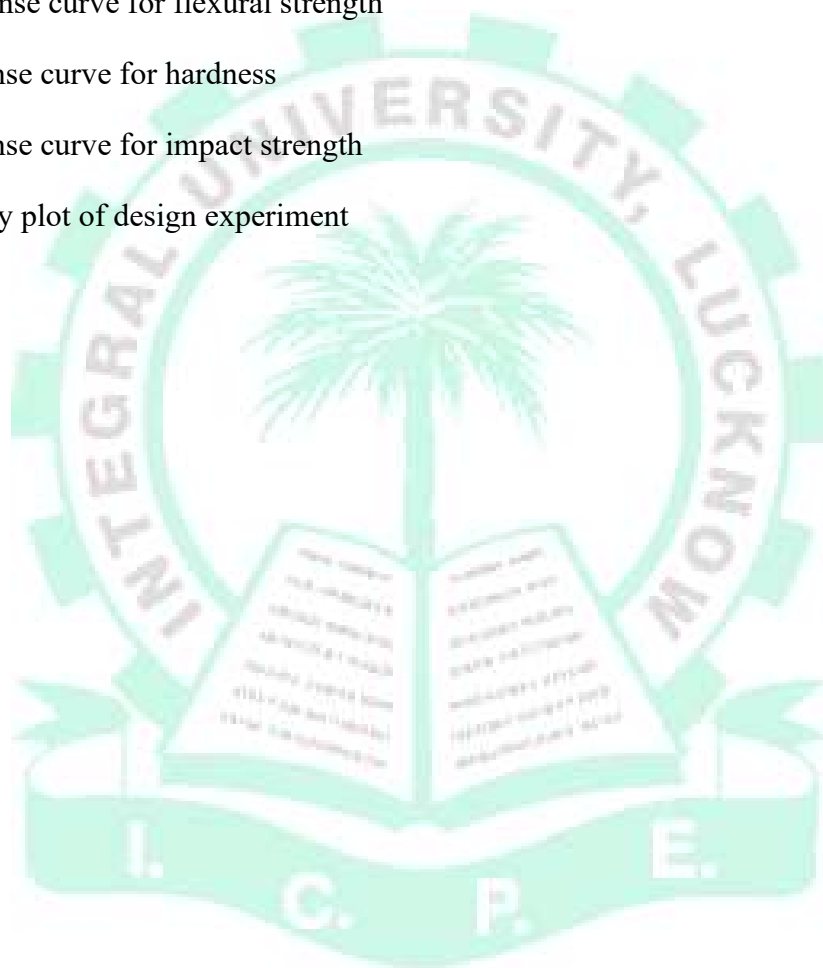 nse curve for flexural strength
nse curve for hardness
nse curve for impact strength
y plot of design experiment
INTEGRAL UNIVERSITY, LUCKNOW
I. C. P. E.